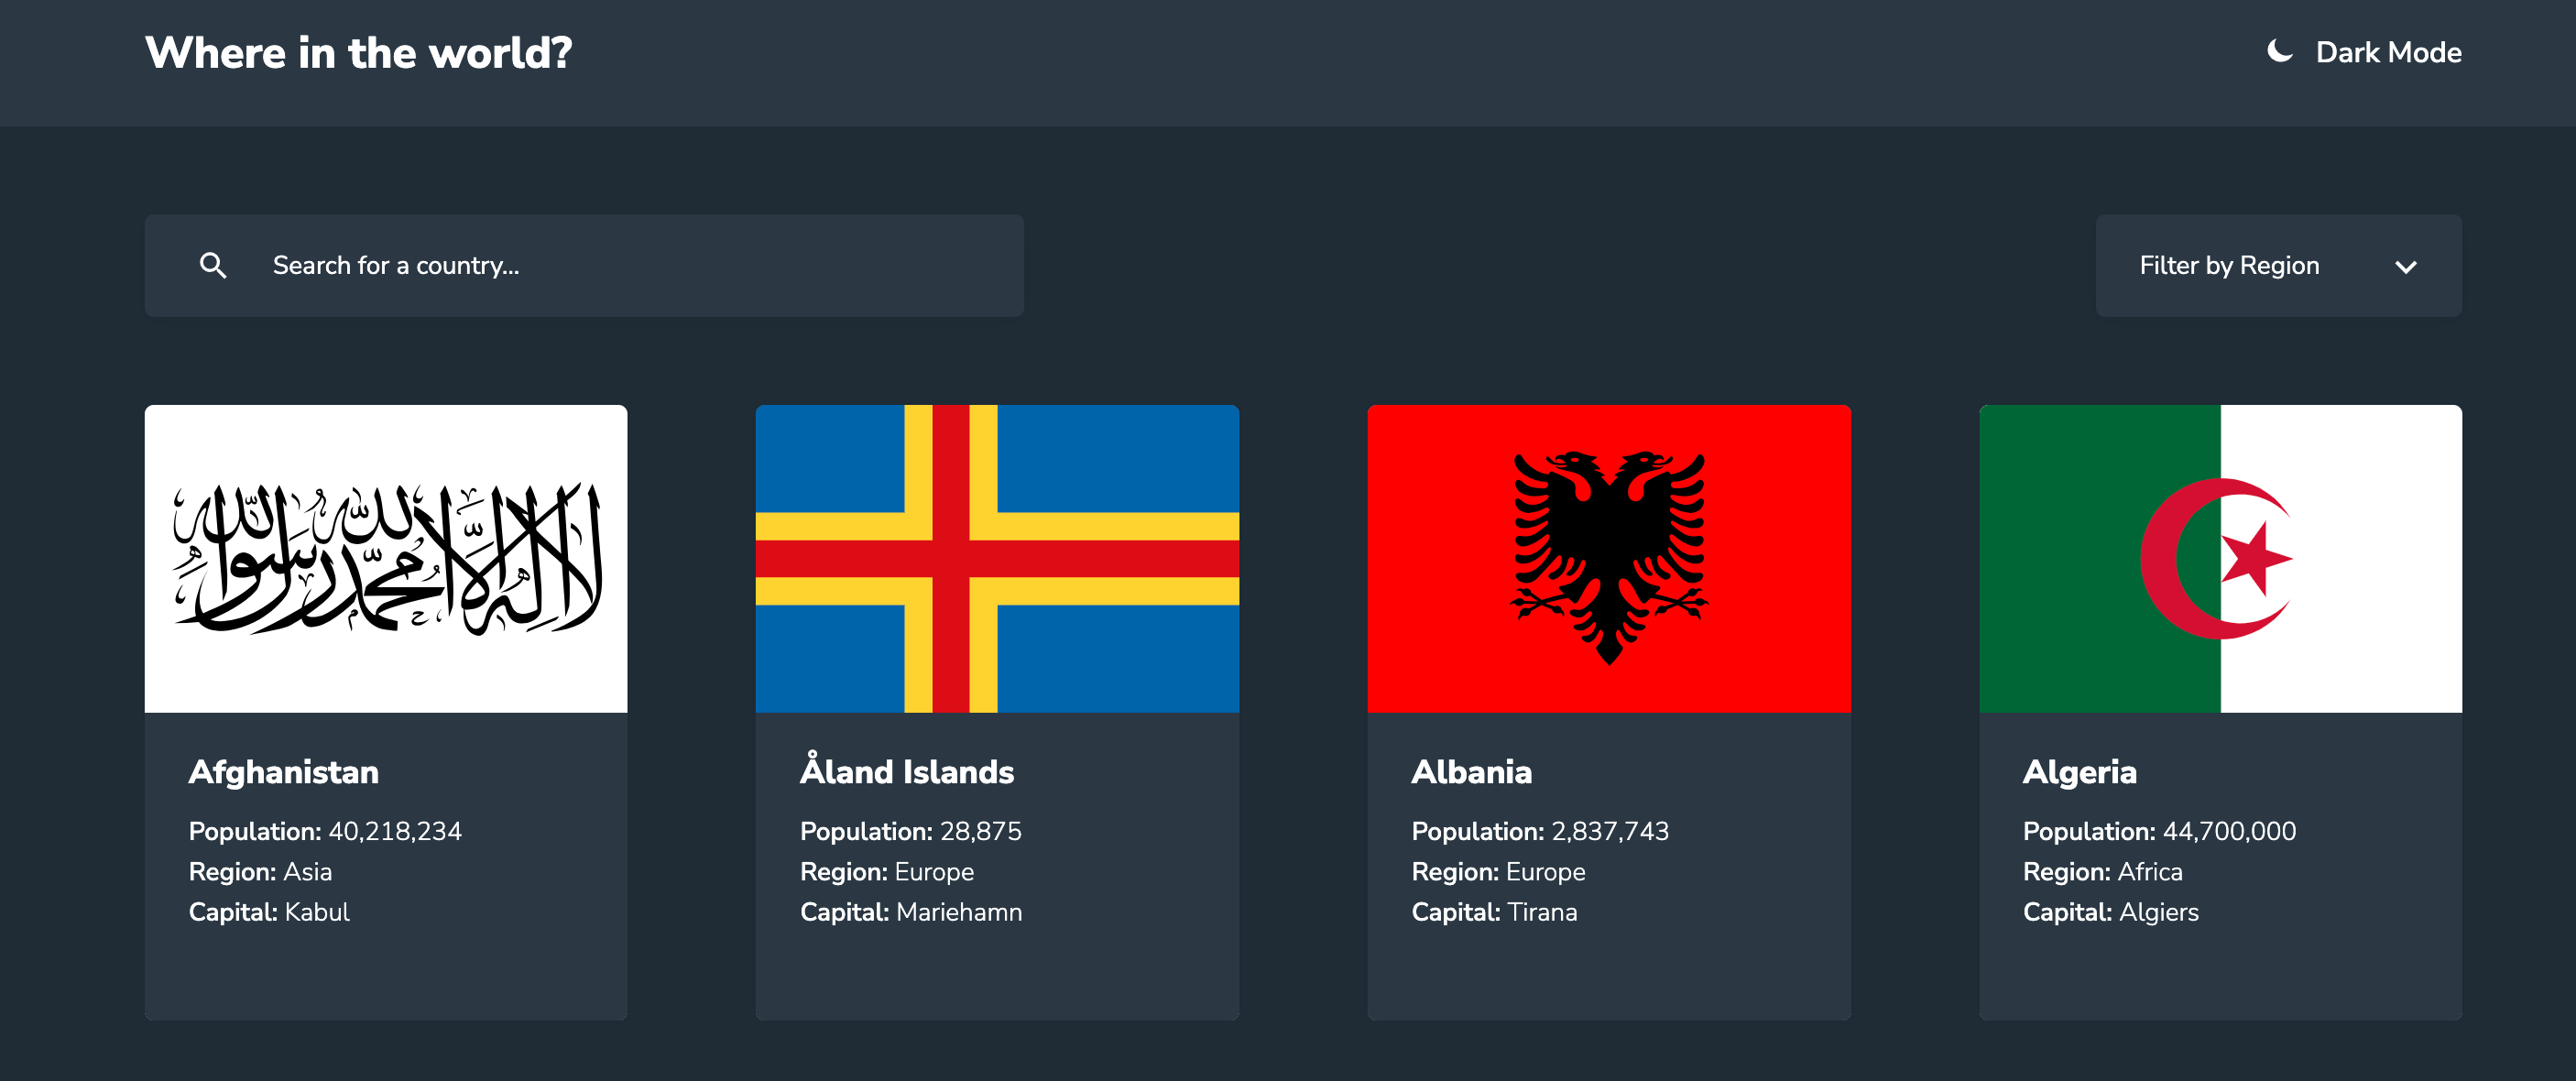 Where in the world?
Dark Mode
Search for a country...
Filter by Region
لا إله إلا الله محمد رسول الله
Afghanistan
Population: 40,218,234
Region: Asia
Capital: Kabul
Åland Islands
Population: 28,875
Region: Europe
Capital: Mariehamn
Albania
Population: 2,837,743
Region: Europe
Capital: Tirana
Algeria
Population: 44,700,000
Region: Africa
Capital: Algiers